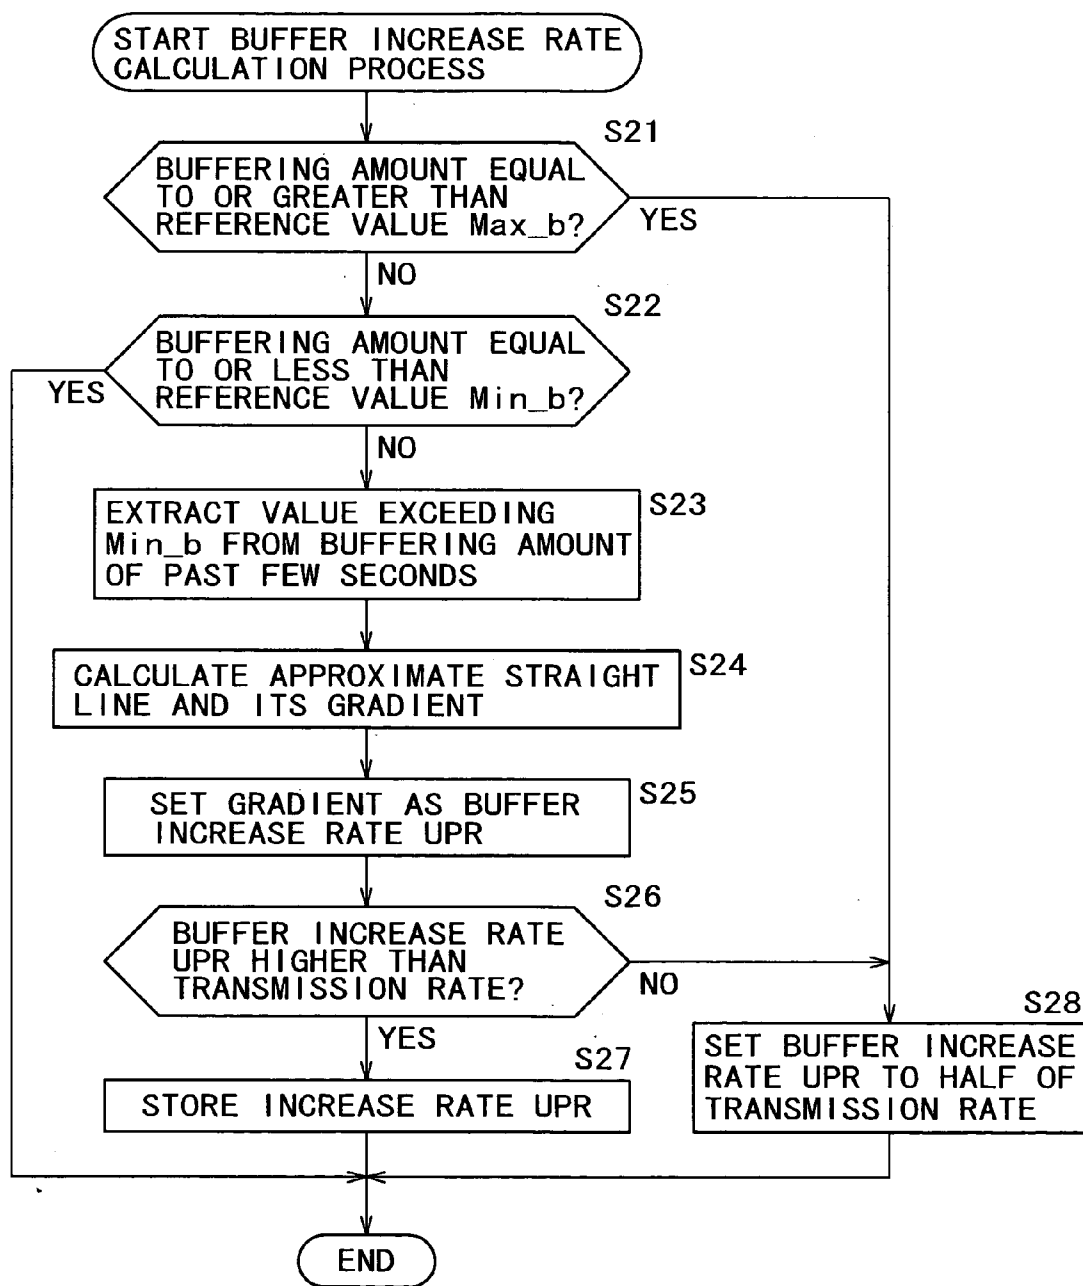 START BUFFER INCREASE RATE
CALCULATION PROCESS
S21
BUFFERING AMOUNT EQUAL
TO OR GREATER THAN
REFERENCE VALUE Max_b?
YES
NO
S22
BUFFERING AMOUNT EQUAL
TO OR LESS THAN
REFERENCE VALUE Min_b?
YES
NO
S23
EXTRACT VALUE EXCEEDING
Min_b FROM BUFFERING AMOUNT
OF PAST FEW SECONDS
S24
CALCULATE APPROXIMATE STRAIGHT
LINE AND ITS GRADIENT
S25
SET GRADIENT AS BUFFER
INCREASE RATE UPR
S26
BUFFER INCREASE RATE
UPR HIGHER THAN
TRANSMISSION RATE?
NO
YES
S27
STORE INCREASE RATE UPR
S28
SET BUFFER INCREASE
RATE UPR TO HALF OF
TRANSMISSION RATE
END